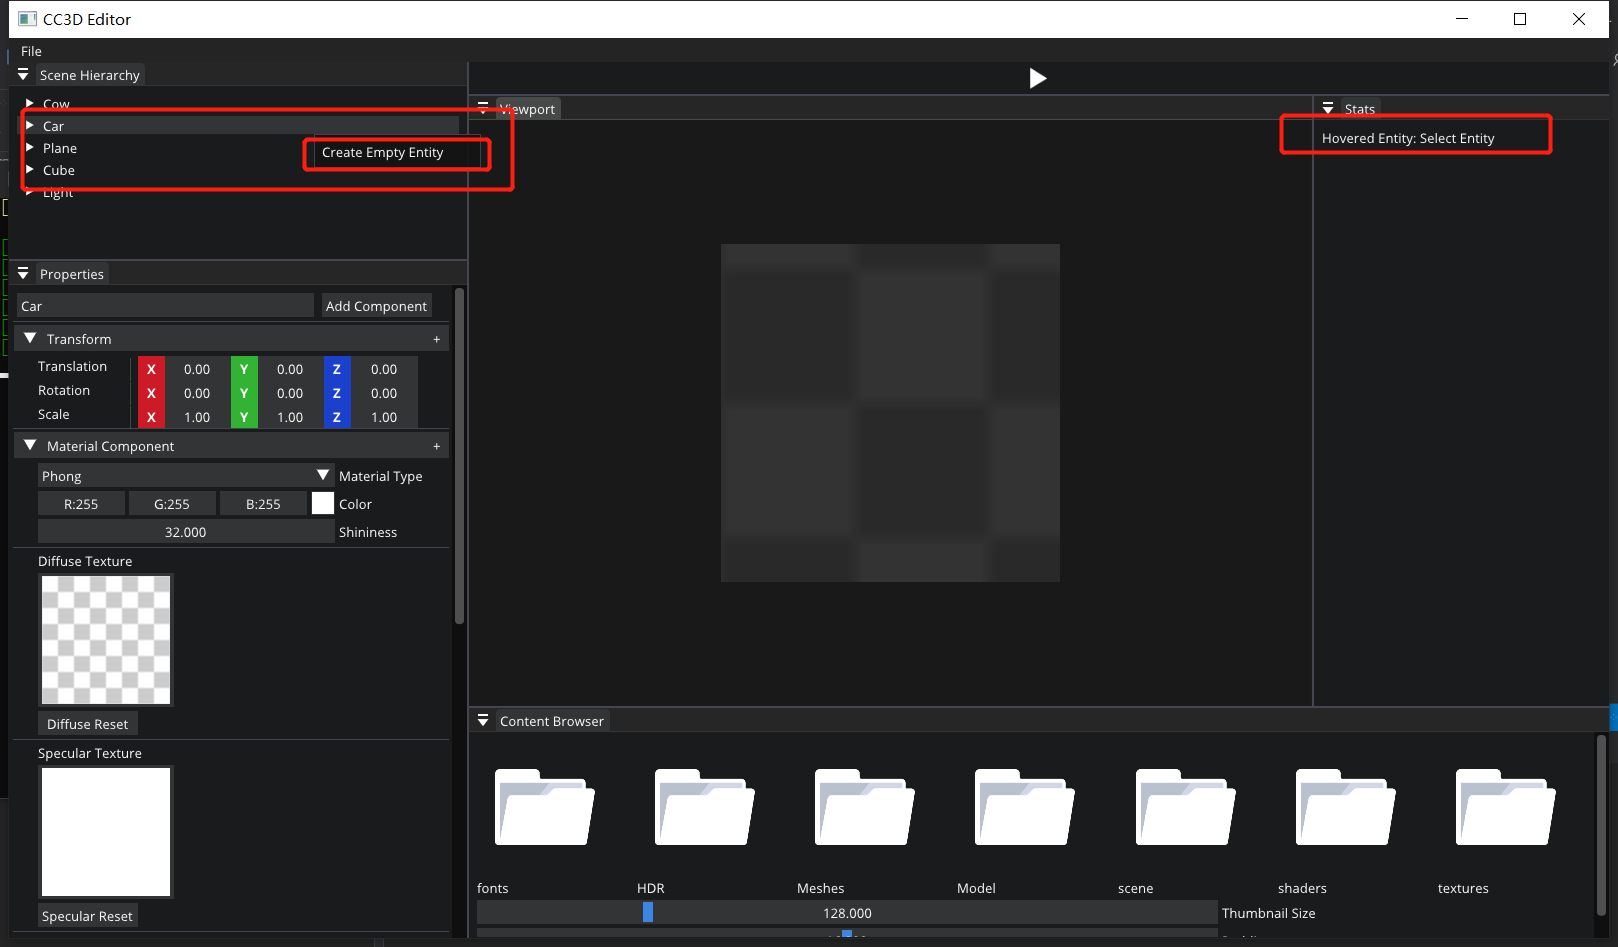 CC3D Editor
File
Scene Hierarchy
Cow
Car
Plane
Create Empty Entity
Cube
Light
Viewport
Stats
Hovered Entity: Select Entity
Properties
Car
Add Component
Transform
+
Translation
X 0.00 Y 0.00 Z 0.00
Rotation
X 0.00 Y 0.00 Z 0.00
Scale
X 1.00 Y 1.00 Z 1.00
Material Component
+
Phong
Material Type
R:255 G:255 B:255
Color
32.000
Shininess
Diffuse Texture
Diffuse Reset
Specular Texture
Specular Reset
Content Browser
fonts
HDR
Meshes
Model
scene
shaders
textures
128.000
Thumbnail Size